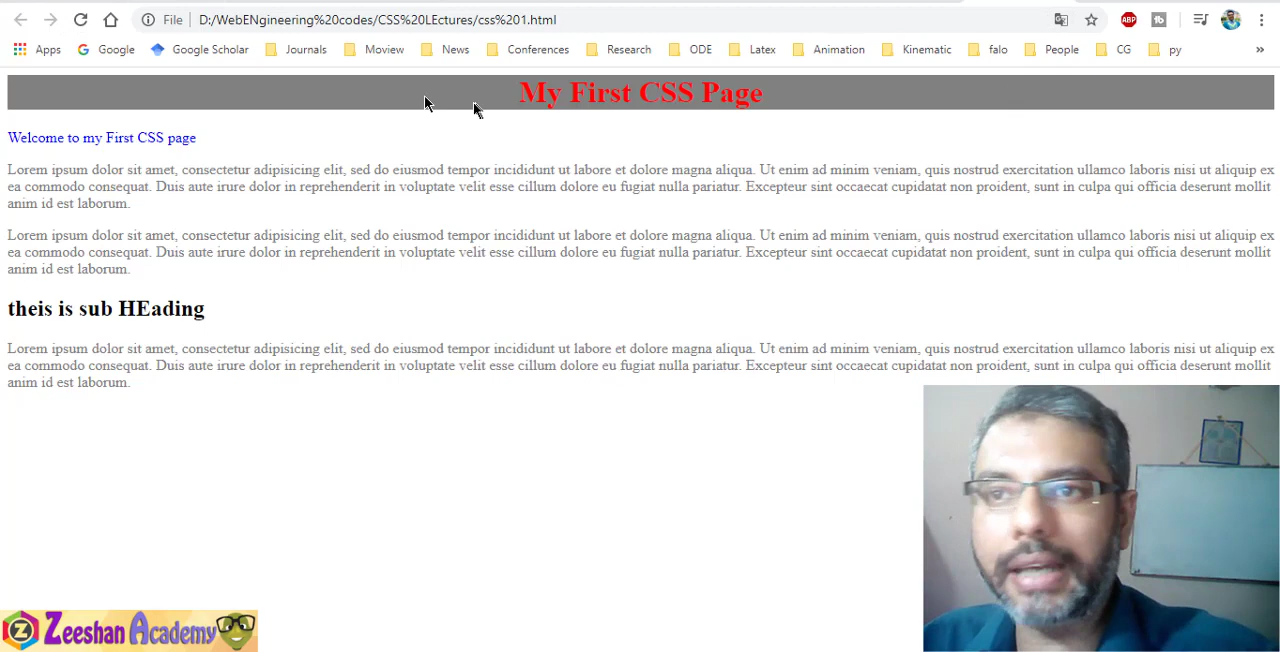 File D:/WebENgineering%20codes/CSS%20LEctures/css%201.html
ABP
Apps Google Google Scholar Journals Moview News Conferences Research ODE Latex Animation Kinematic falo People CG py »
My First CSS Page
Welcome to my First CSS page
Lorem ipsum dolor sit amet, consectetur adipisicing elit, sed do eiusmod tempor incididunt ut labore et dolore magna aliqua. Ut enim ad minim veniam, quis nostrud exercitation ullamco laboris nisi ut aliquip ex
ea commodo consequat. Duis aute irure dolor in reprehenderit in voluptate velit esse cillum dolore eu fugiat nulla pariatur. Excepteur sint occaecat cupidatat non proident, sunt in culpa qui officia deserunt mollit
anim id est laborum.
Lorem ipsum dolor sit amet, consectetur adipisicing elit, sed do eiusmod tempor incididunt ut labore et dolore magna aliqua. Ut enim ad minim veniam, quis nostrud exercitation ullamco laboris nisi ut aliquip ex
ea commodo consequat. Duis aute irure dolor in reprehenderit in voluptate velit esse cillum dolore eu fugiat nulla pariatur. Excepteur sint occaecat cupidatat non proident, sunt in culpa qui officia deserunt mollit
anim id est laborum.
theis is sub HEading
Lorem ipsum dolor sit amet, consectetur adipisicing elit, sed do eiusmod tempor incididunt ut labore et dolore magna aliqua. Ut enim ad minim veniam, quis nostrud exercitation ullamco laboris nisi ut aliquip ex
ea commodo consequat. Duis aute irure dolor in reprehenderit in voluptate velit esse cillum dolore eu fugiat nulla pariatur. Excepteur sint occaecat cupidatat non proident, sunt in culpa qui officia deserunt mollit
anim id est laborum.
Z Zeeshan Academy